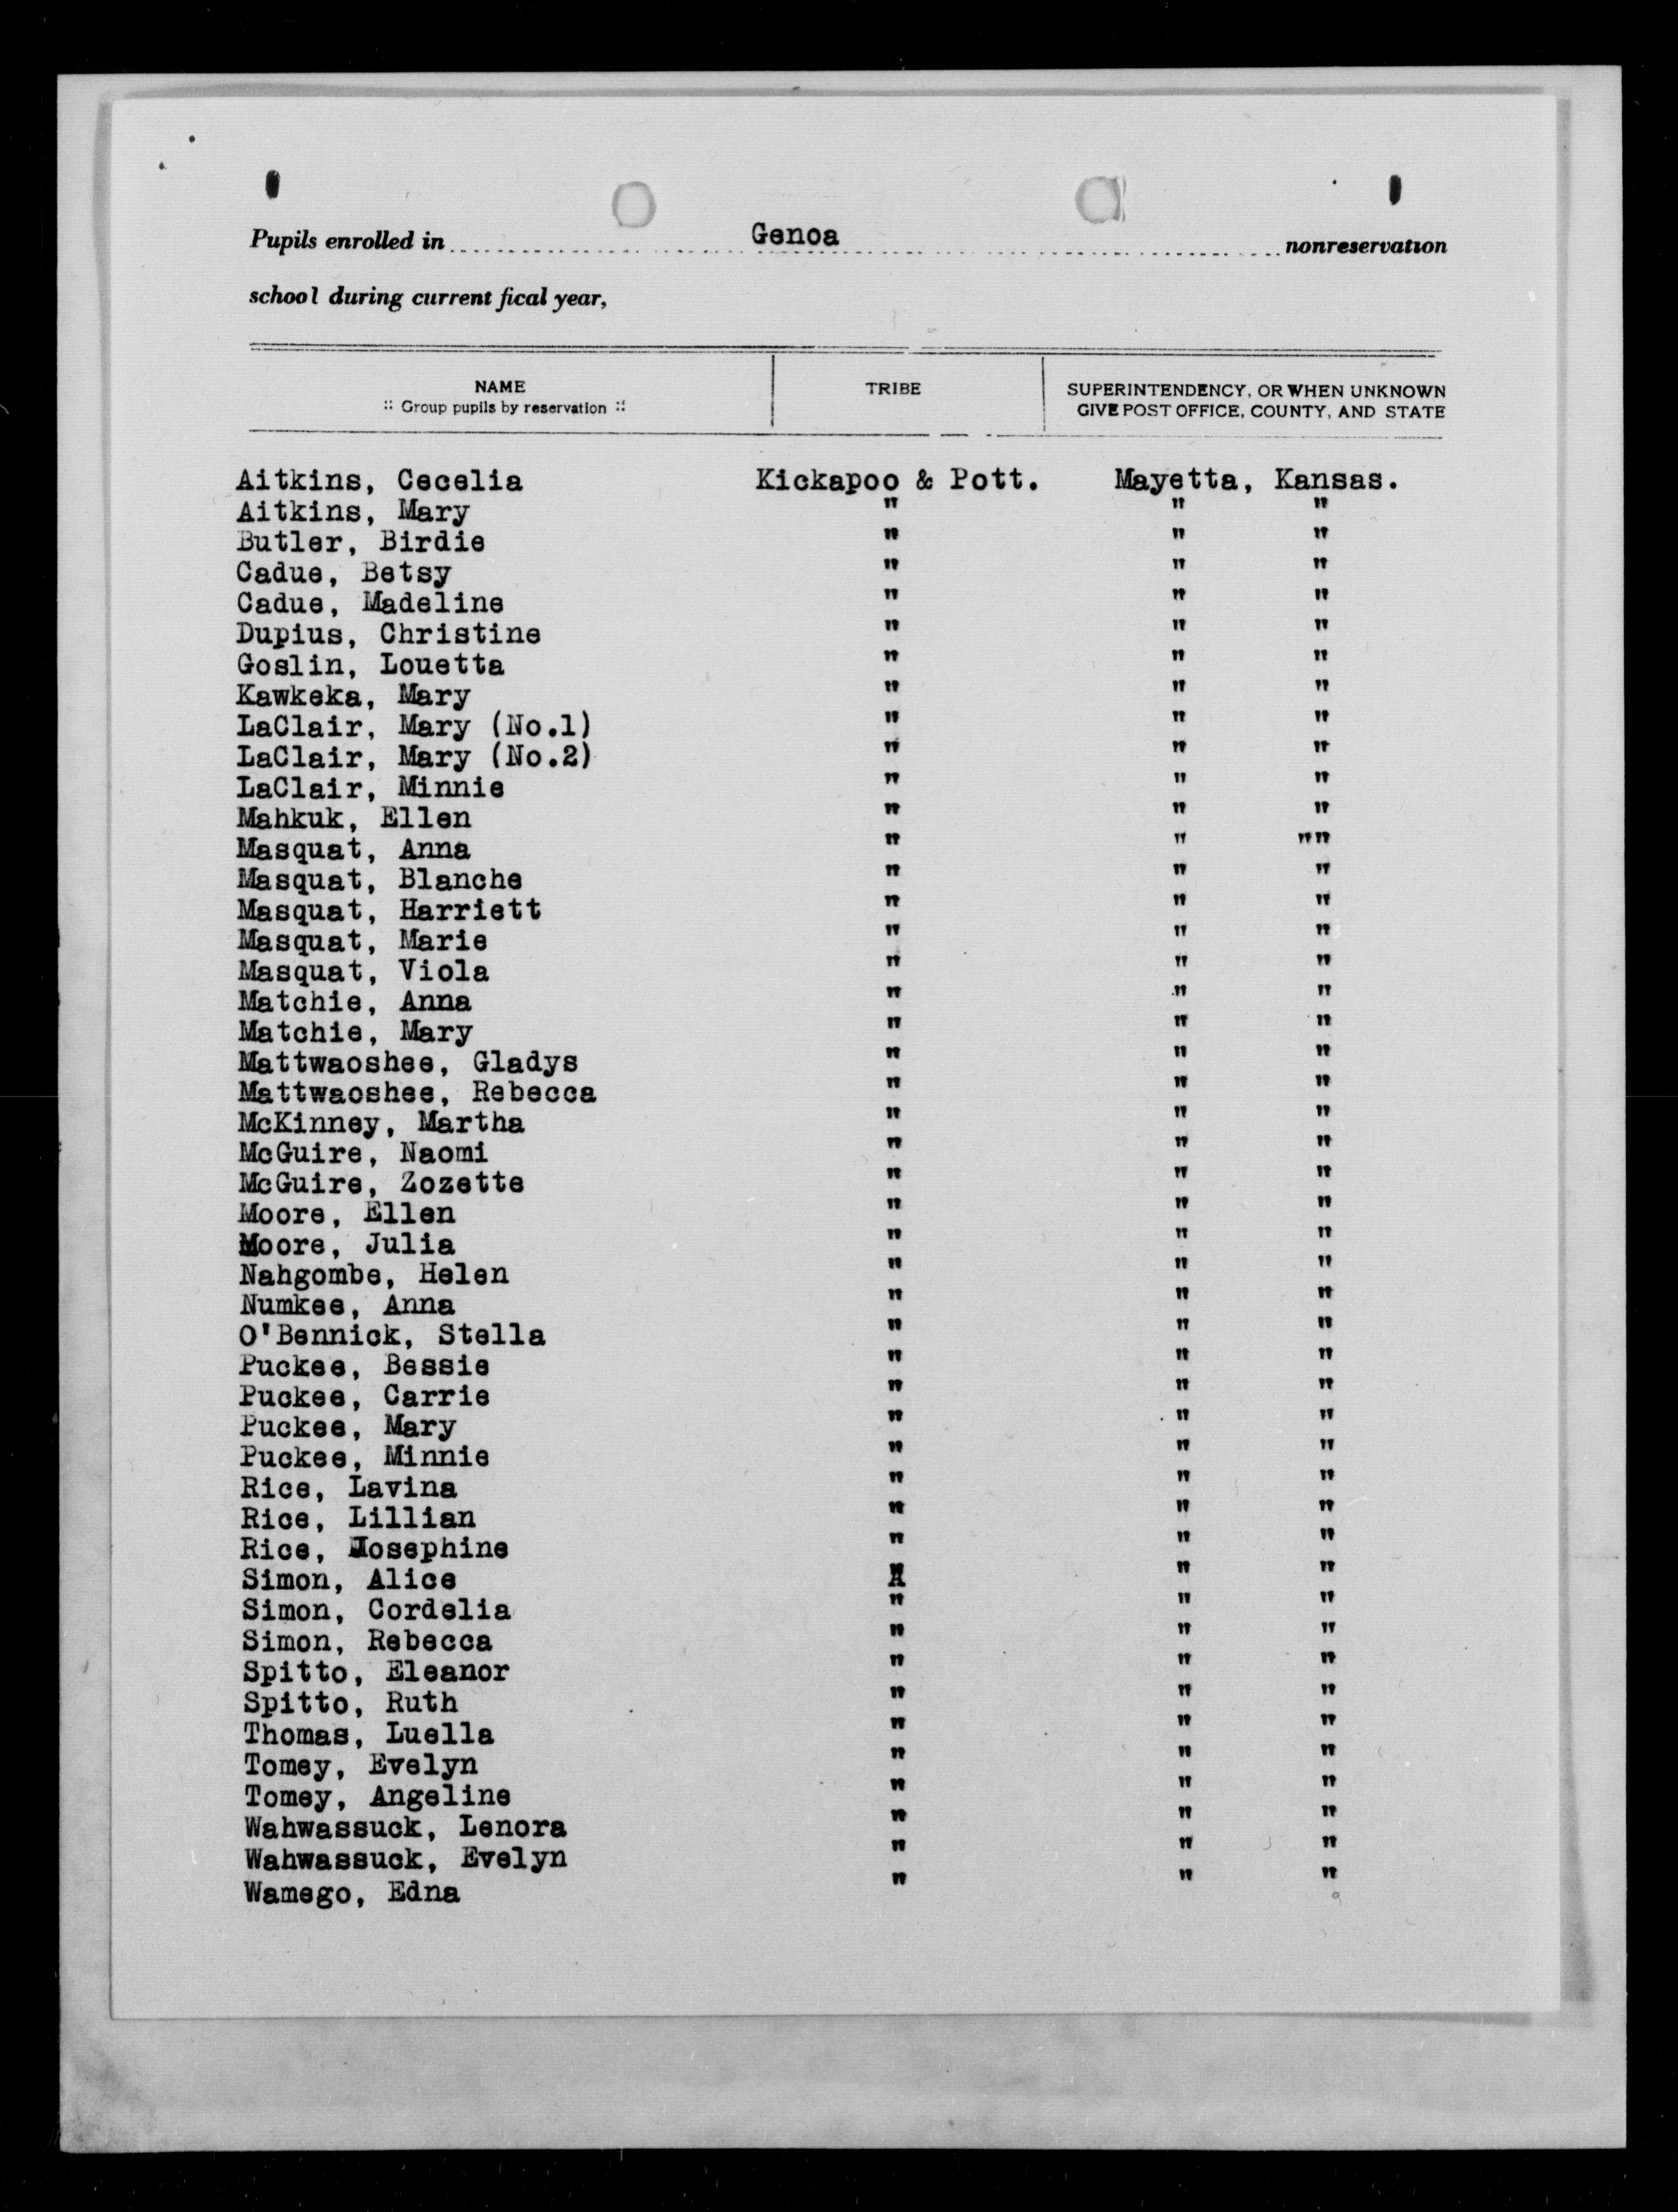 Pupils enrolled in Genoa nonreservation
school during current fical year,
NAME TRIBE SUPERINTENDENCY, OR WHEN UNKNOWN
:: Group pupils by reservation :: GIVE POST OFFICE, COUNTY, AND STATE
Aitkins, Cecelia Kickapoo & Pott. Mayetta, Kansas.
Aitkins, Mary " " "
Butler, Birdie " " "
Cadue, Betsy " " "
Cadue, Madeline " " "
Dupius, Christine " " "
Goslin, Louetta " " "
Kawkeka, Mary " " "
LaClair, Mary (No.1) " " "
LaClair, Mary (No.2) " " "
LaClair, Minnie " " "
Mahkuk, Ellen " " "
Masquat, Anna " " ""
Masquat, Blanche " " "
Masquat, Harriett " " "
Masquat, Marie " " "
Masquat, Viola " " "
Matchie, Anna " " "
Matchie, Mary " " "
Mattwaoshee, Gladys " " "
Mattwaoshee, Rebecca " " "
McKinney, Martha " " "
McGuire, Naomi " " "
McGuire, Zozette " " "
Moore, Ellen " " "
Moore, Julia " " "
Nahgombe, Helen " " "
Numkee, Anna " " "
O'Bennick, Stella " " "
Puckee, Bessie " " "
Puckee, Carrie " " "
Puckee, Mary " " "
Puckee, Minnie " " "
Rice, Lavina " " "
Rice, Lillian " " "
Rice, Josephine " " "
Simon, Alice " " "
Simon, Cordelia " " "
Simon, Rebecca " " "
Spitto, Eleanor " " "
Spitto, Ruth " " "
Thomas, Luella " " "
Tomey, Evelyn " " "
Tomey, Angeline " " "
Wahwassuck, Lenora " " "
Wahwassuck, Evelyn " " "
Wamego, Edna " " "